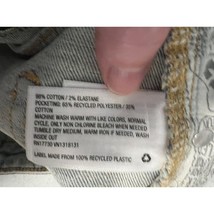 98% COTTON / 2% ELASTANE
POCKETING: 65% RECYCLED POLYESTER / 35%
COTTON
MACHINE WASH WARM WITH LIKE COLORS, NORMAL
CYCLE, ONLY NON CHLORINE BLEACH WHEN NEEDED
TUMBLE DRY MEDIUM, WARM IRON IF NEEDED, WASH
INSIDE OUT
RN17730 VN1318131
LABEL MADE FROM 100% RECYCLED PLASTIC